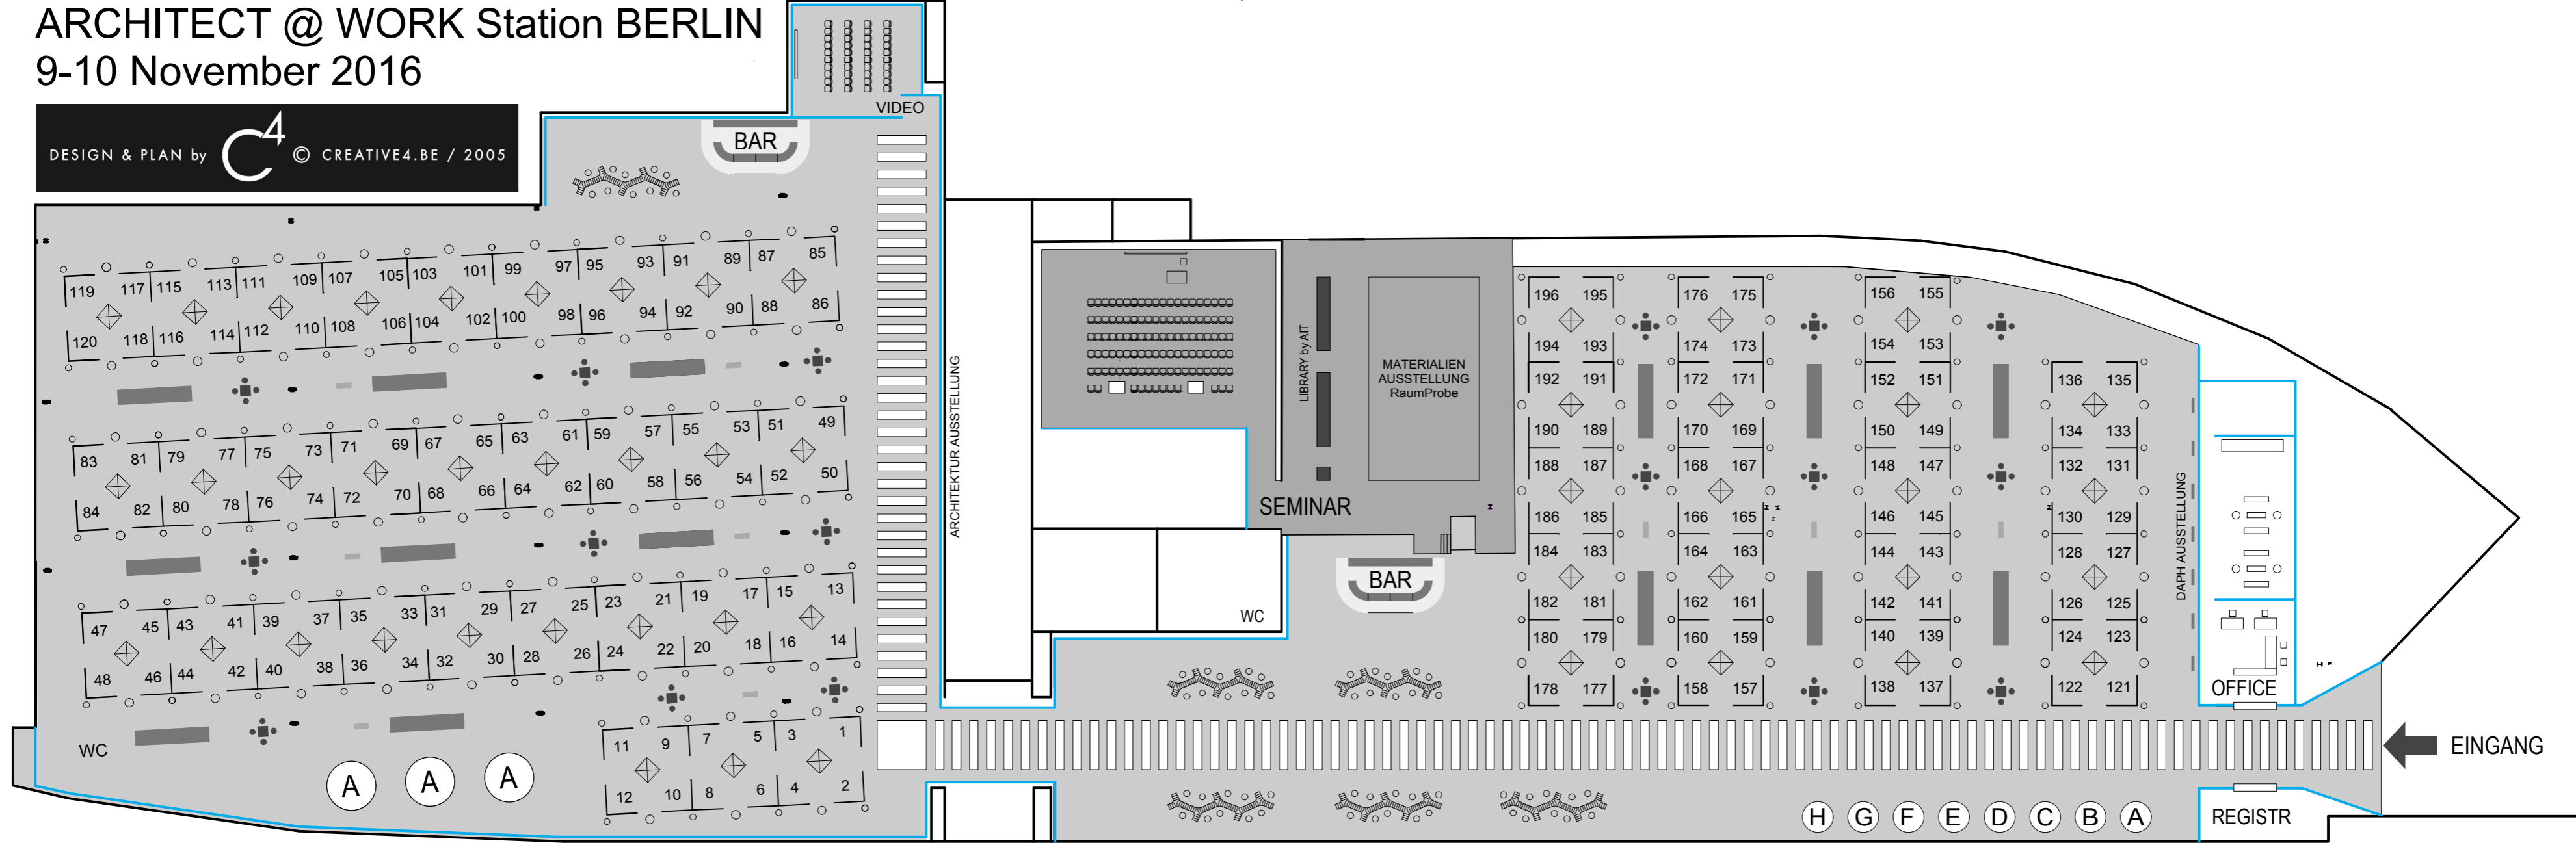 ARCHITECT @ WORK Station BERLIN
9-10 November 2016
DESIGN & PLAN by C4 © CREATIVE4.BE / 2005
VIDEO
BAR
119 117 115 113 111 109 107 105 103 101 99 97 95 93 91 89 87 85
120 118 116 114 112 110 108 106 104 102 100 98 96 94 92 90 88 86
83 81 79 77 75 73 71 69 67 65 63 61 59 57 55 53 51 49
84 82 80 78 76 74 72 70 68 66 64 62 60 58 56 54 52 50
47 45 43 41 39 37 35 33 31 29 27 25 23 21 19 17 15 13
48 46 44 42 40 38 36 34 32 30 28 26 24 22 20 18 16 14
11 9 7 5 3 1
12 10 8 6 4 2
WC
A A A
ARCHITEKTUR AUSSTELLUNG
LIBRARY by AIT
MATERIALIEN
AUSSTELLUNG
RaumProbe
SEMINAR
WC
BAR
196 195 176 175 156 155
194 193 174 173 154 153
192 191 172 171 152 151 136 135
190 189 170 169 150 149 134 133
188 187 168 167 148 147 132 131
186 185 166 165 146 145 130 129
184 183 164 163 144 143 128 127
182 181 162 161 142 141 126 125
180 179 160 159 140 139 124 123
178 177 158 157 138 137 122 121
DAPH AUSSTELLUNG
OFFICE
EINGANG
H G F E D C B A
REGISTR